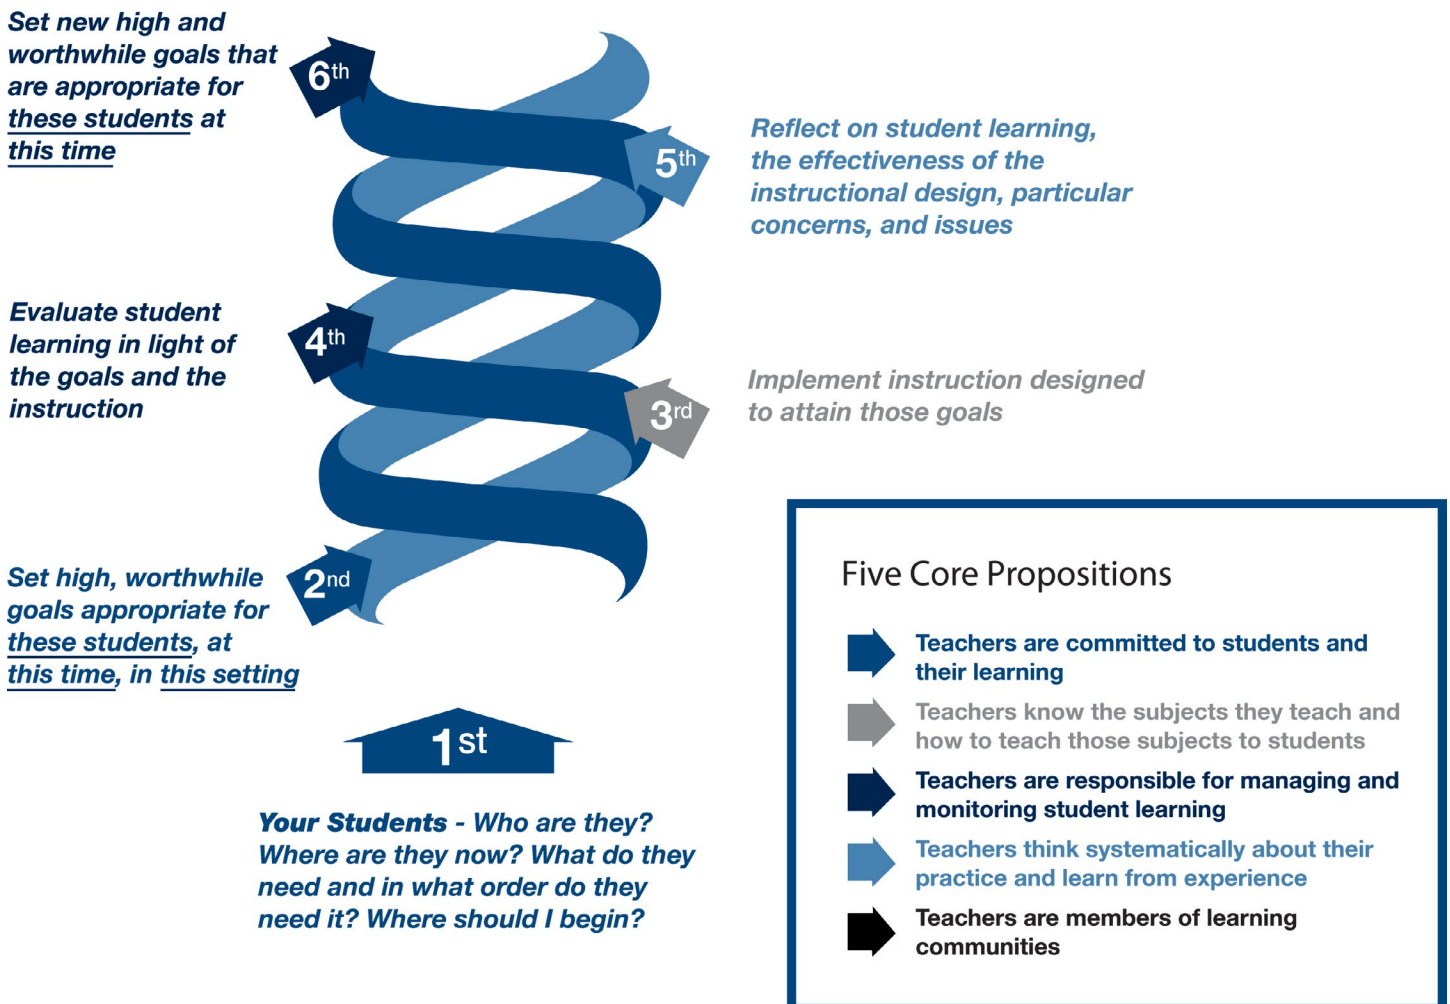 Set new high and
worthwhile goals that
are appropriate for
these students at
this time
6th
5th
Reflect on student learning,
the effectiveness of the
instructional design, particular
concerns, and issues
Evaluate student
learning in light of
the goals and the
instruction
4th
3rd
Implement instruction designed
to attain those goals
Set high, worthwhile
goals appropriate for
these students, at
this time, in this setting
2nd
1st
Your Students - Who are they?
Where are they now? What do they
need and in what order do they
need it? Where should I begin?
Five Core Propositions
Teachers are committed to students and
their learning
Teachers know the subjects they teach and
how to teach those subjects to students
Teachers are responsible for managing and
monitoring student learning
Teachers think systematically about their
practice and learn from experience
Teachers are members of learning
communities